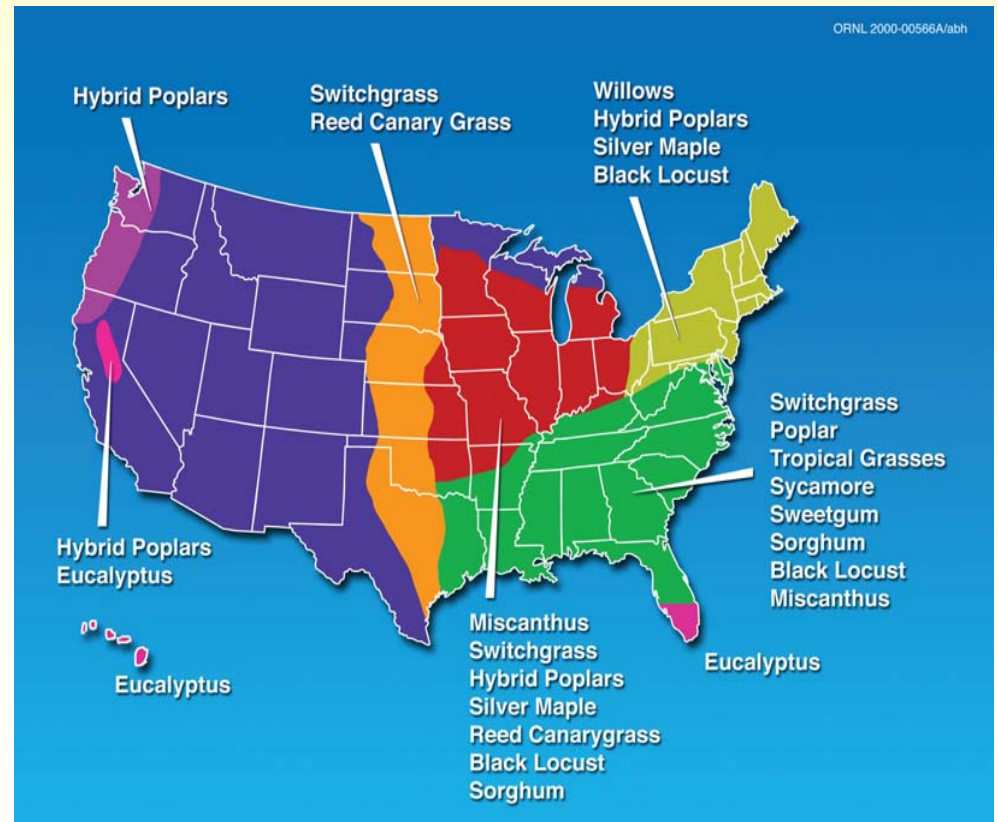 ORNL 2000-00566A/abh
Hybrid Poplars
Switchgrass
Reed Canary Grass
Willows
Hybrid Poplars
Silver Maple
Black Locust
Switchgrass
Poplar
Tropical Grasses
Sycamore
Sweetgum
Sorghum
Black Locust
Miscanthus
Hybrid Poplars
Eucalyptus
Eucalyptus
Miscanthus
Switchgrass
Hybrid Poplars
Silver Maple
Reed Canarygrass
Black Locust
Sorghum
Eucalyptus